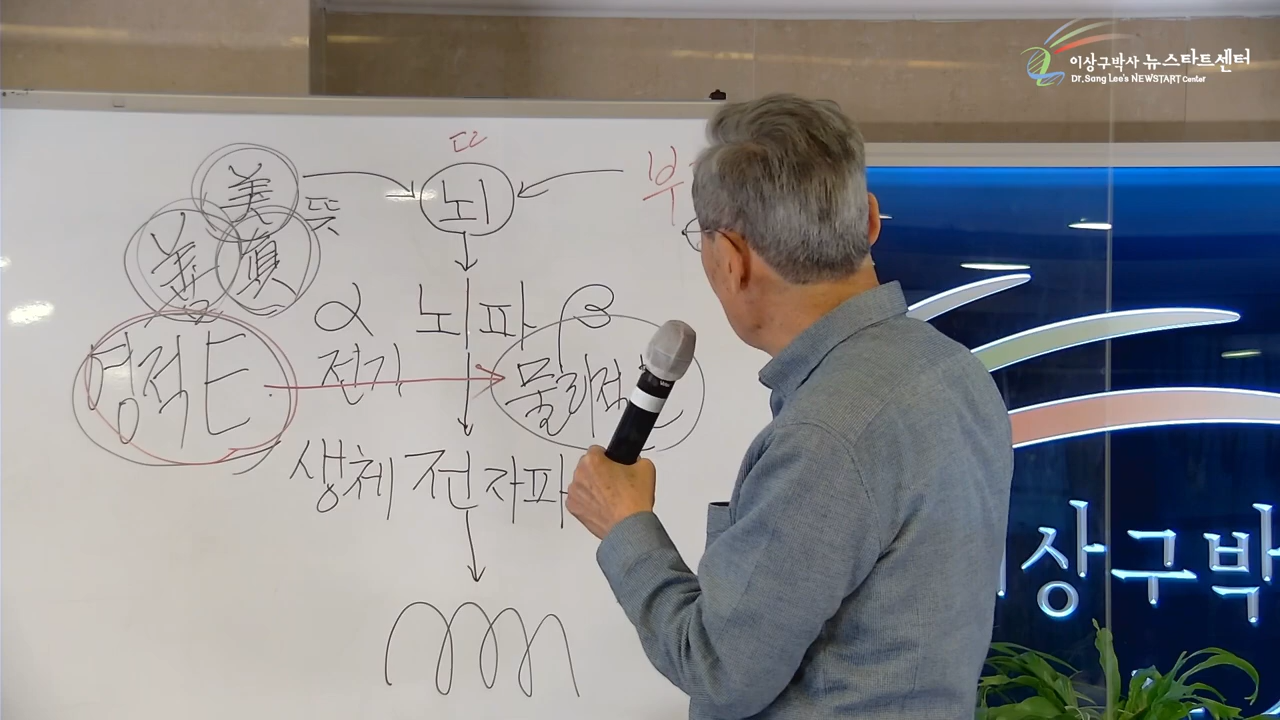 이상구박사 뉴스타트센터
Dr. Sang Lee's NEWSTART Center
美 뜻 뇌
善 眞
α 뇌파 β
영적E 전기 물리적
생체전자파
상구박